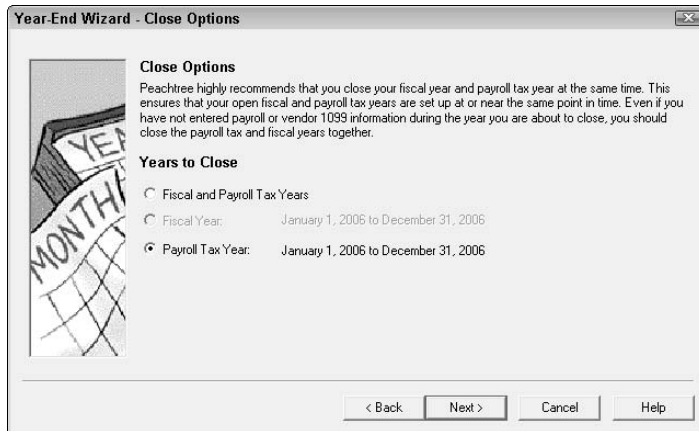 Year-End Wizard - Close Options
Close Options
Peachtree highly recommends that you close your fiscal year and payroll tax year at the same time. This
ensures that your open fiscal and payroll tax years are set up at or near the same point in time. Even if you
have not entered payroll or vendor 1099 information during the year you are about to close, you should
close the payroll tax and fiscal years together.
Years to Close
Fiscal and Payroll Tax Years
Fiscal Year: January 1, 2006 to December 31, 2006
Payroll Tax Year: January 1, 2006 to December 31, 2006
YEA
MONTH
< Back Next > Cancel Help